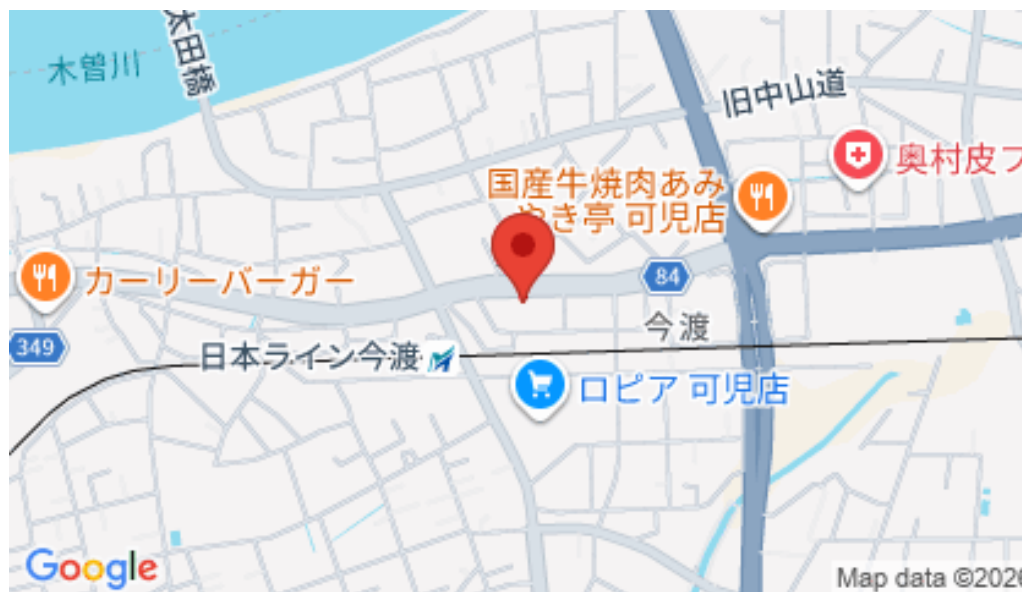 太田橋
木曽川
旧中山道
奥村皮フ
国産牛焼肉あみ
やき亭 可児店
カーリーバーガー
84
今渡
349
日本ライン今渡
ロピア 可児店
Google
Map data ©2026